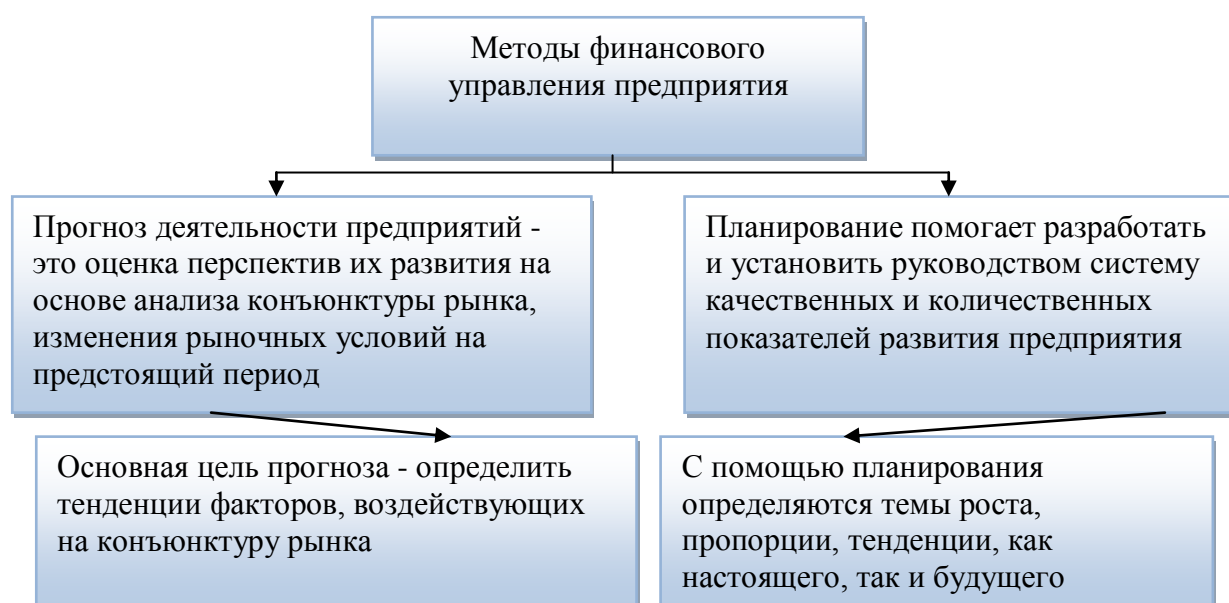 Методы финансового
управления предприятия
Прогноз деятельности предприятий -
это оценка перспектив их развития на
основе анализа конъюнктуры рынка,
изменения рыночных условий на
предстоящий период
Планирование помогает разработать
и установить руководством систему
качественных и количественных
показателей развития предприятия
Основная цель прогноза - определить
тенденции факторов, воздействующих
на конъюнктуру рынка
С помощью планирования
определяются темы роста,
пропорции, тенденции, как
настоящего, так и будущего